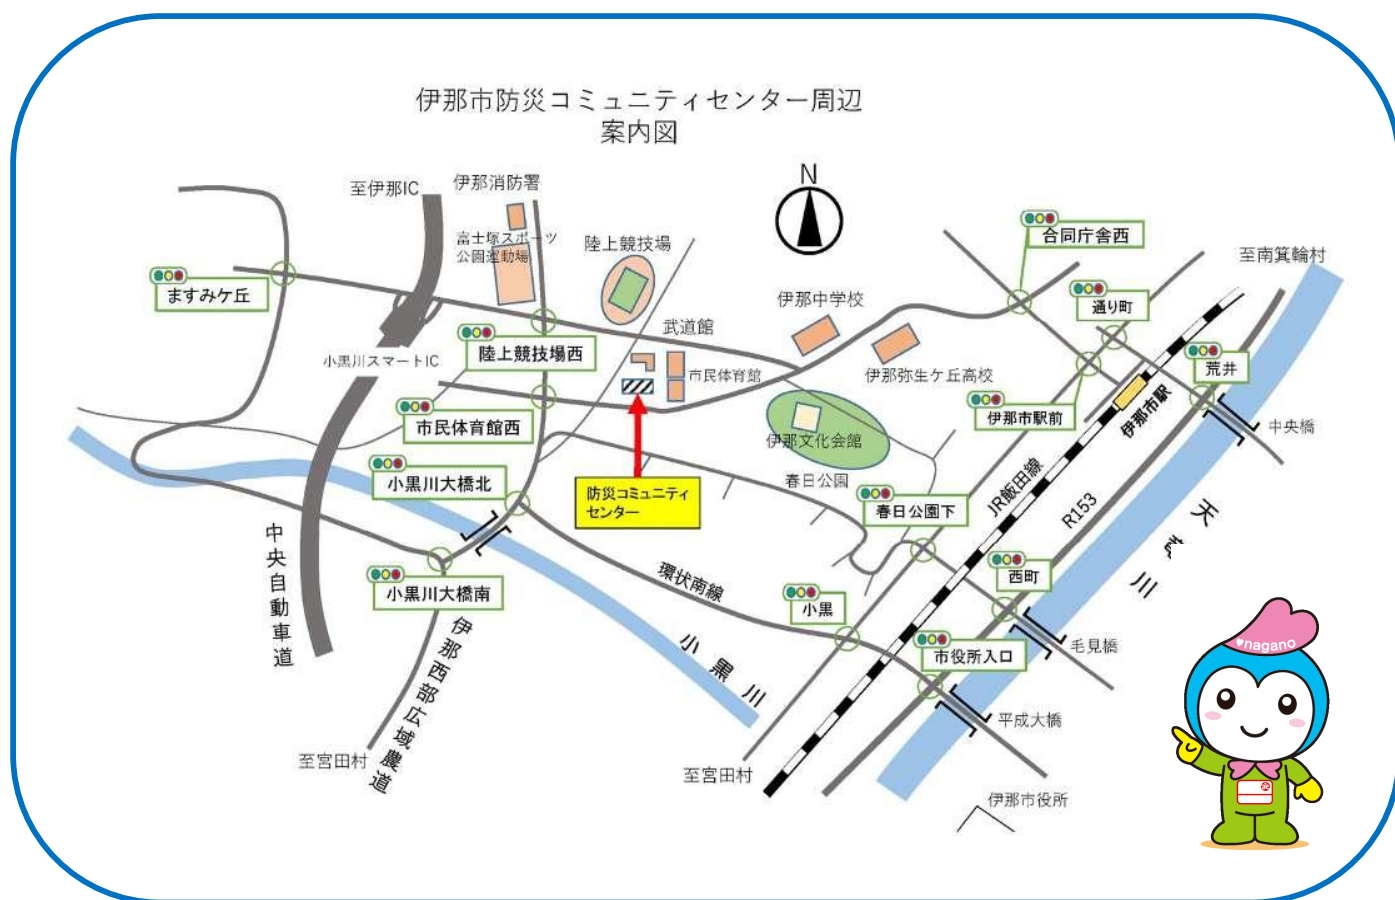 伊那市防災コミュニティセンター周辺
案内図
N
至伊那IC
伊那消防署
富士塚スポーツ
公園運動場
陸上競技場
合同庁舎西
至南箕輪村
ますみケ丘
伊那中学校
通り町
武道館
小黒川スマートIC
陸上競技場西
市民体育館
伊那弥生ケ丘高校
荒井
市民体育館西
伊那市駅前
伊那市駅
中央橋
伊那文化会館
春日公園
小黒川大橋北
防災コミュニティ
センター
春日公園下
JR飯田線
R153
天竜川
中央自動車道
小黒川大橋南
環状南線
西町
小黒
毛見橋
市役所入口
小黒川
伊那西部広域農道
平成大橋
至宮田村
至宮田村
伊那市役所
♥nagano